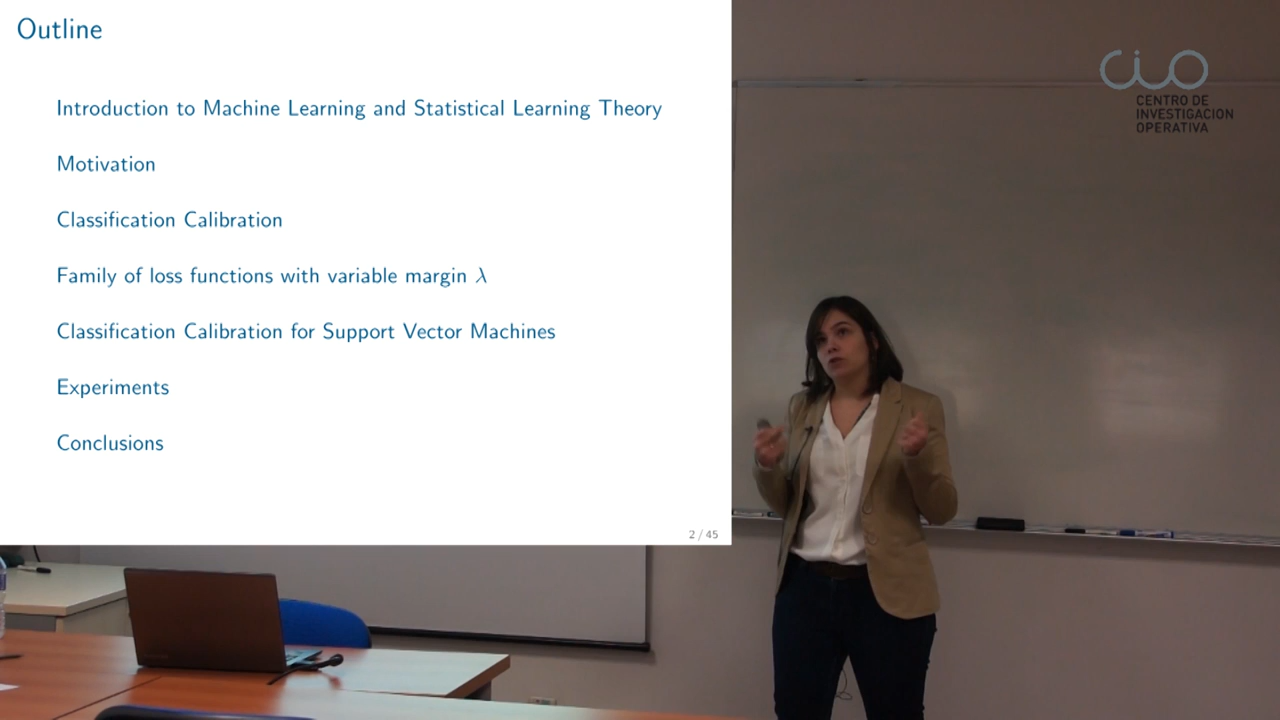 Outline
Introduction to Machine Learning and Statistical Learning Theory
Motivation
Classification Calibration
Family of loss functions with variable margin λ
Classification Calibration for Support Vector Machines
Experiments
Conclusions
2 / 45
CIO
CENTRO DE
INVESTIGACION
OPERATIVA